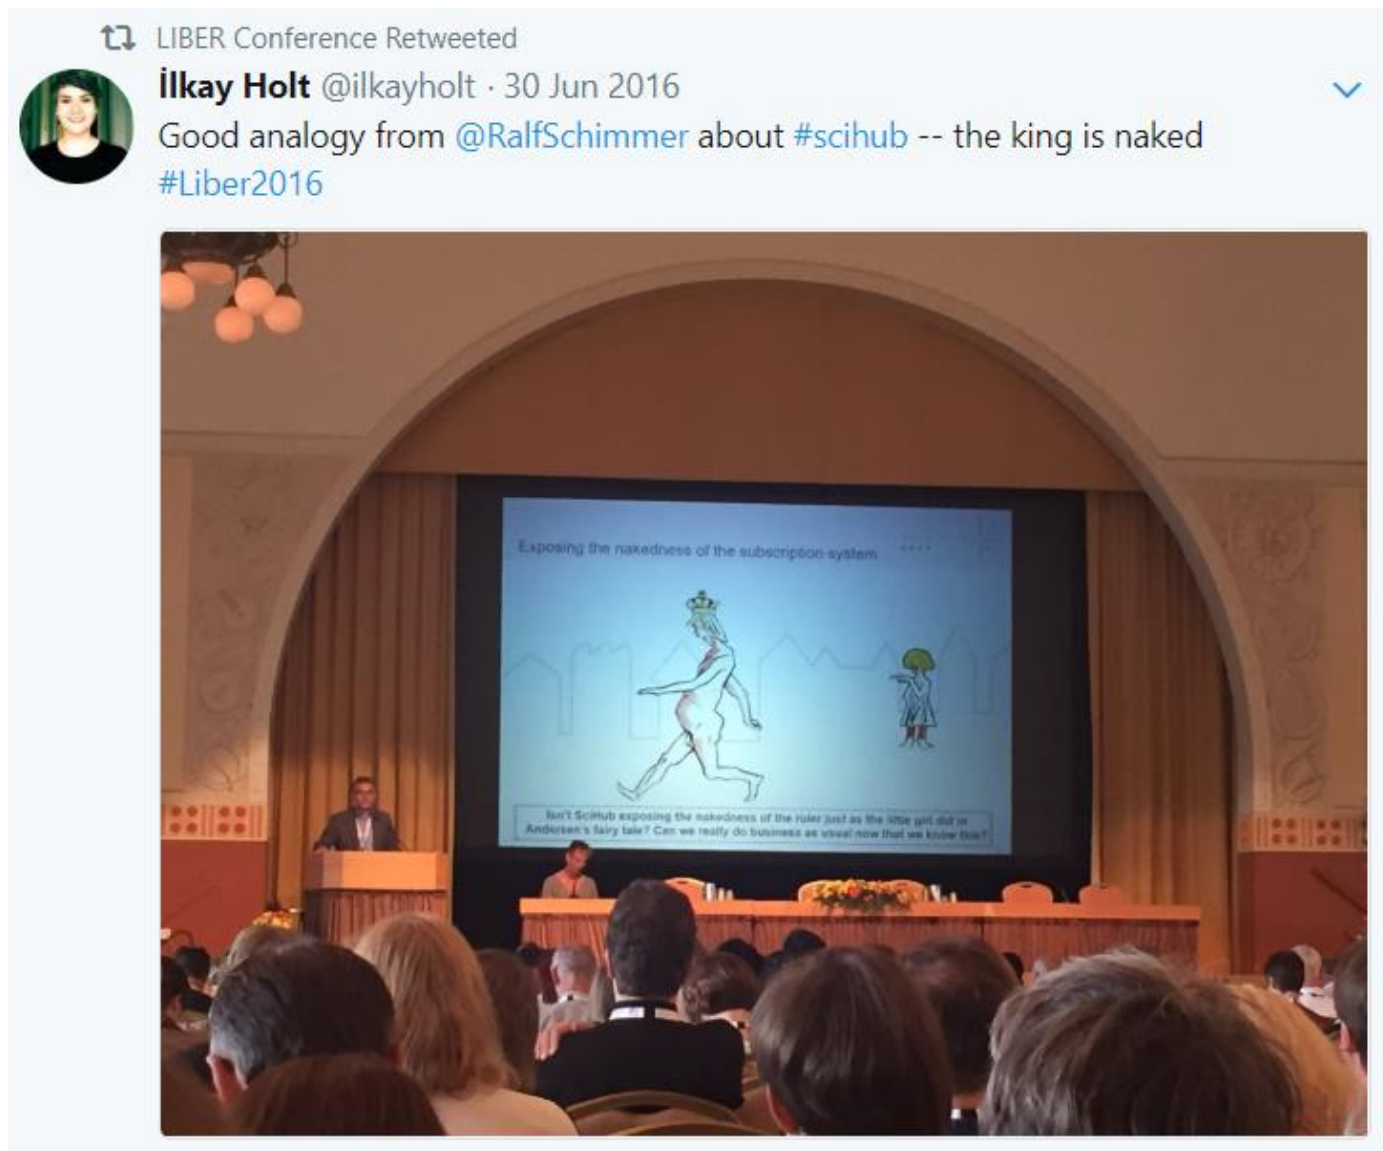 LIBER Conference Retweeted
İlkay Holt @ilkayholt · 30 Jun 2016
Good analogy from @RalfSchimmer about #scihub -- the king is naked
#Liber2016
Exposing the nakedness of the subscription system
Isn't SciHub exposing the nakedness of the ruler just as the little girl did in
Andersen's fairy tale? Can we really do business as usual now that we know this?